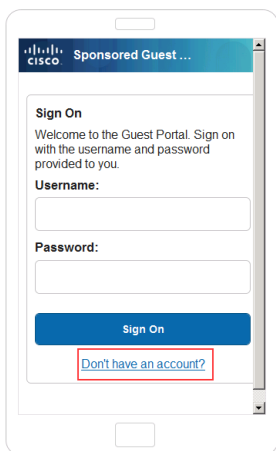 CISCO
Sponsored Guest ...
Sign On
Welcome to the Guest Portal. Sign on
with the username and password
provided to you.
Username:
Password:
Sign On
Don't have an account?